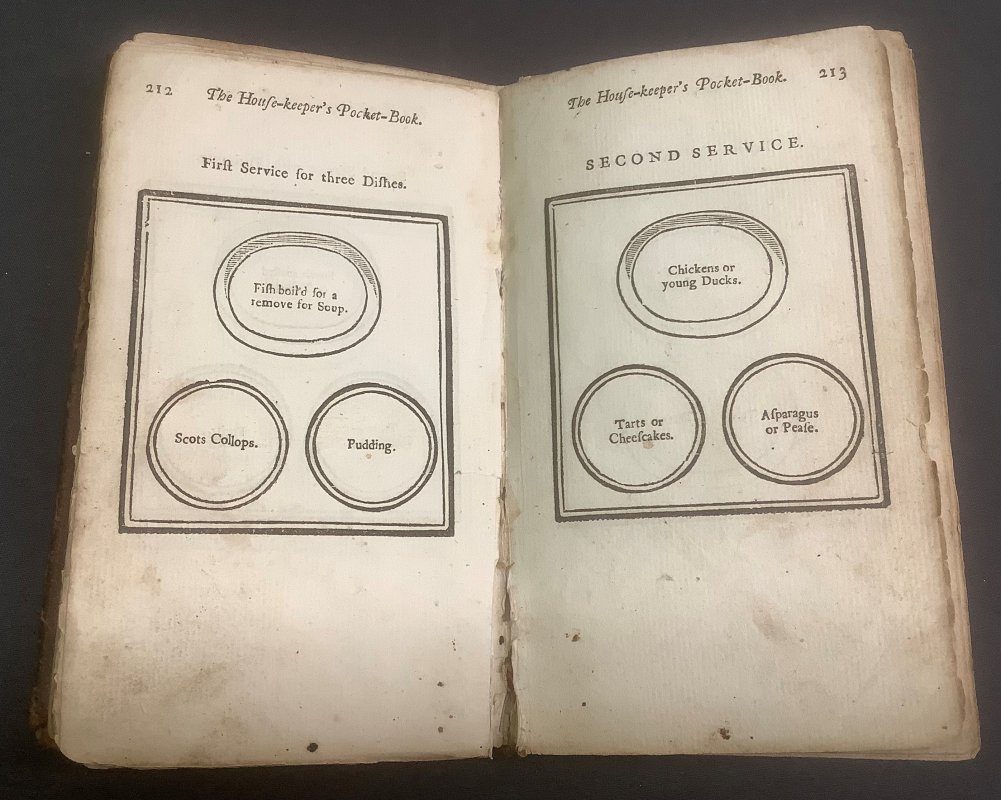 212 The Houſe-keeper's Pocket-Book.
Firſt Service for three Diſhes.
Fiſh boil'd for a
remove for Soup.
Scots Collops.
Pudding.
The Houſe-keeper's Pocket-Book. 213
SECOND SERVICE.
Chickens or
young Ducks.
Tarts or
Cheeſcakes.
Aſparagus
or Peaſe.